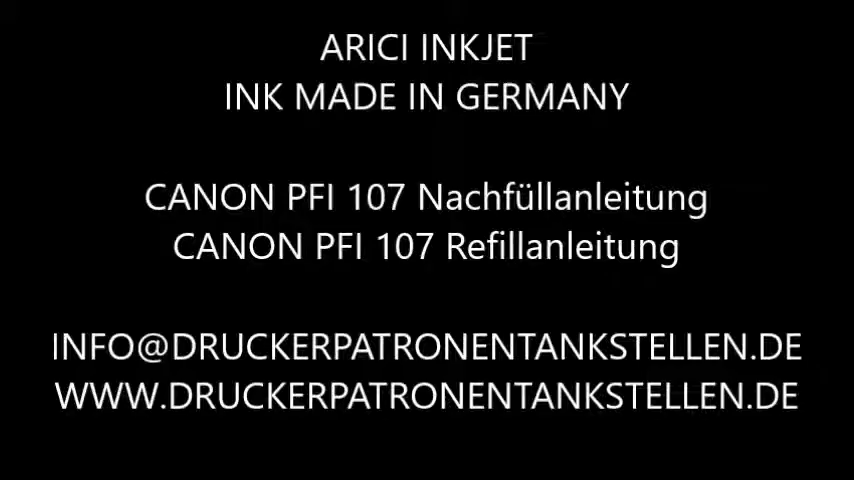 ARICI INKJET
INK MADE IN GERMANY
CANON PFI 107 Nachfüllanleitung
CANON PFI 107 Refillanleitung
INFO@DRUCKERPATRONENTANKSTELLEN.DE
WWW.DRUCKERPATRONENTANKSTELLEN.DE